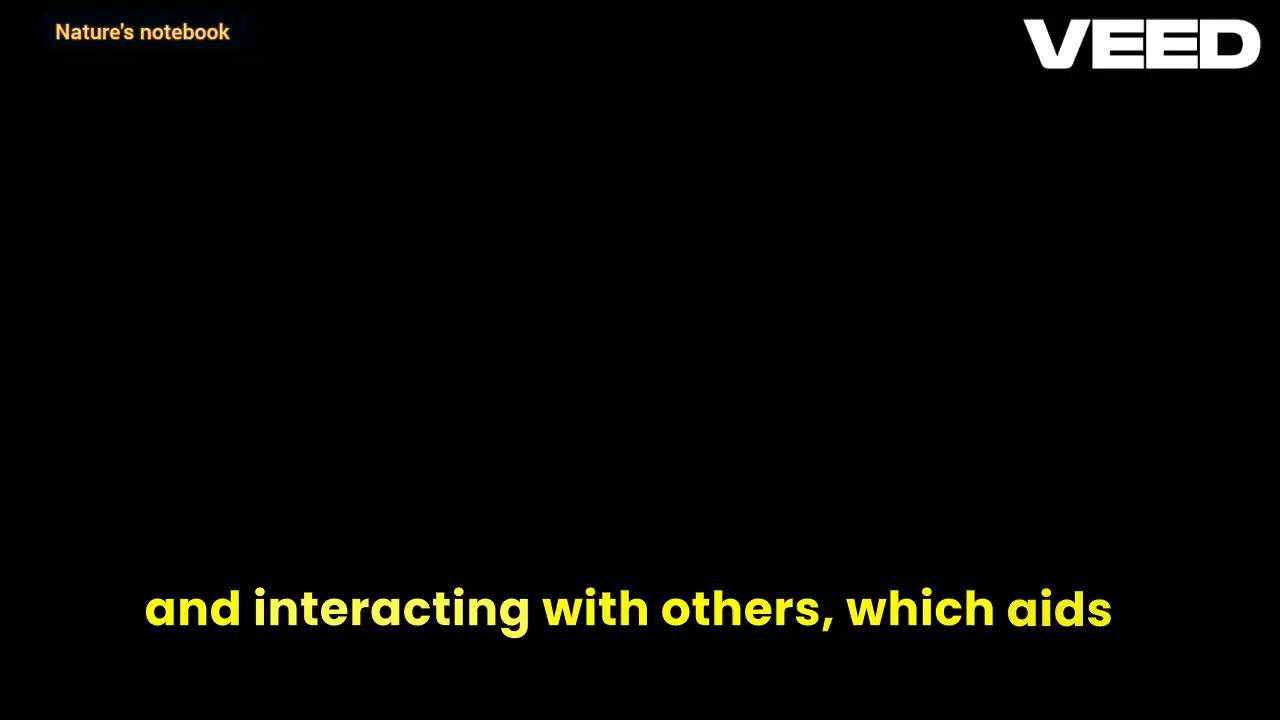 Nature's notebook
VEED
and interacting with others, which aids